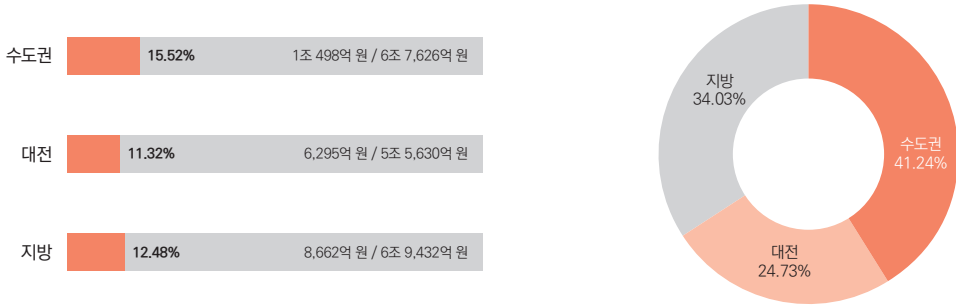 수도권 15.52% 1조 498억 원 / 6조 7,626억 원
대전 11.32% 6,295억 원 / 5조 5,630억 원
지방 12.48% 8,662억 원 / 6조 9,432억 원
지방
34.03%
수도권
41.24%
대전
24.73%